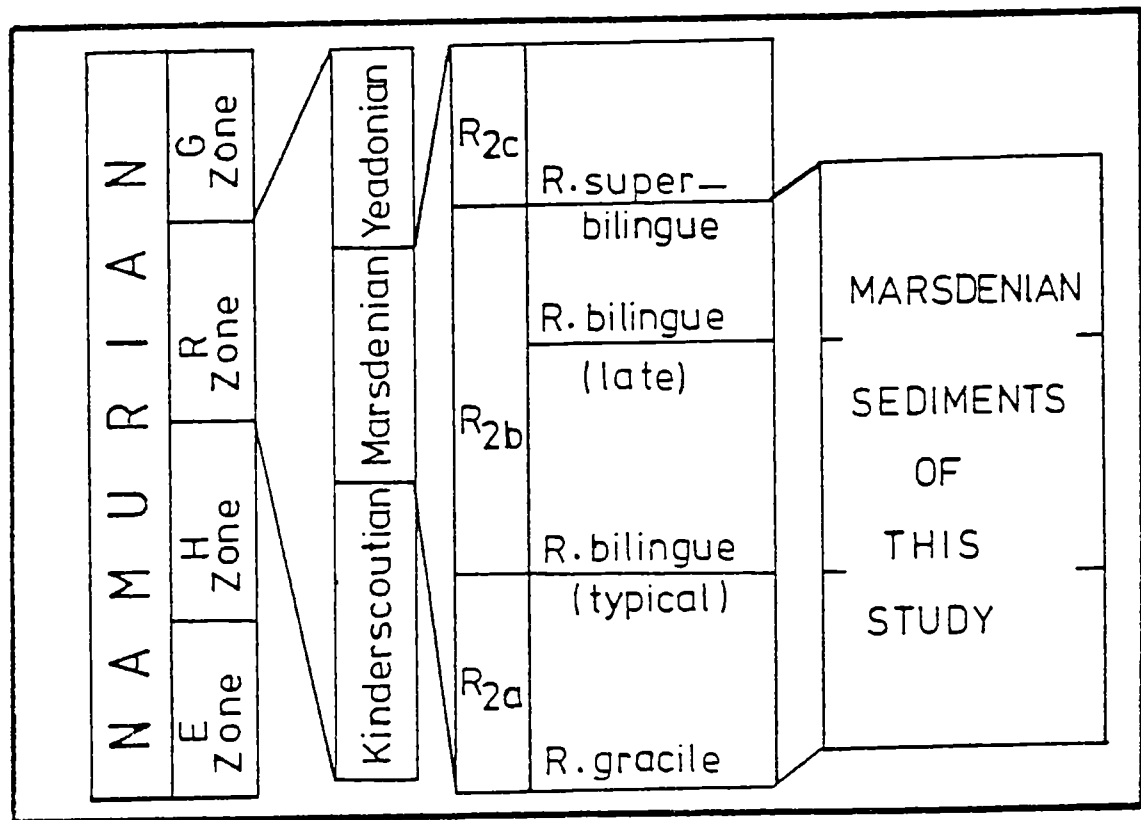 NAMURIAN
G
Zone
R
Zone
H
Zone
E
Zone
Yeadonian
Marsdenian
Kinderscoutian
R2c
R2b
R2a
R.super–
bilingue
R.bilingue
(late)
R.bilingue
(typical)
R.gracile
MARSDENIAN
SEDIMENTS
OF
THIS
STUDY